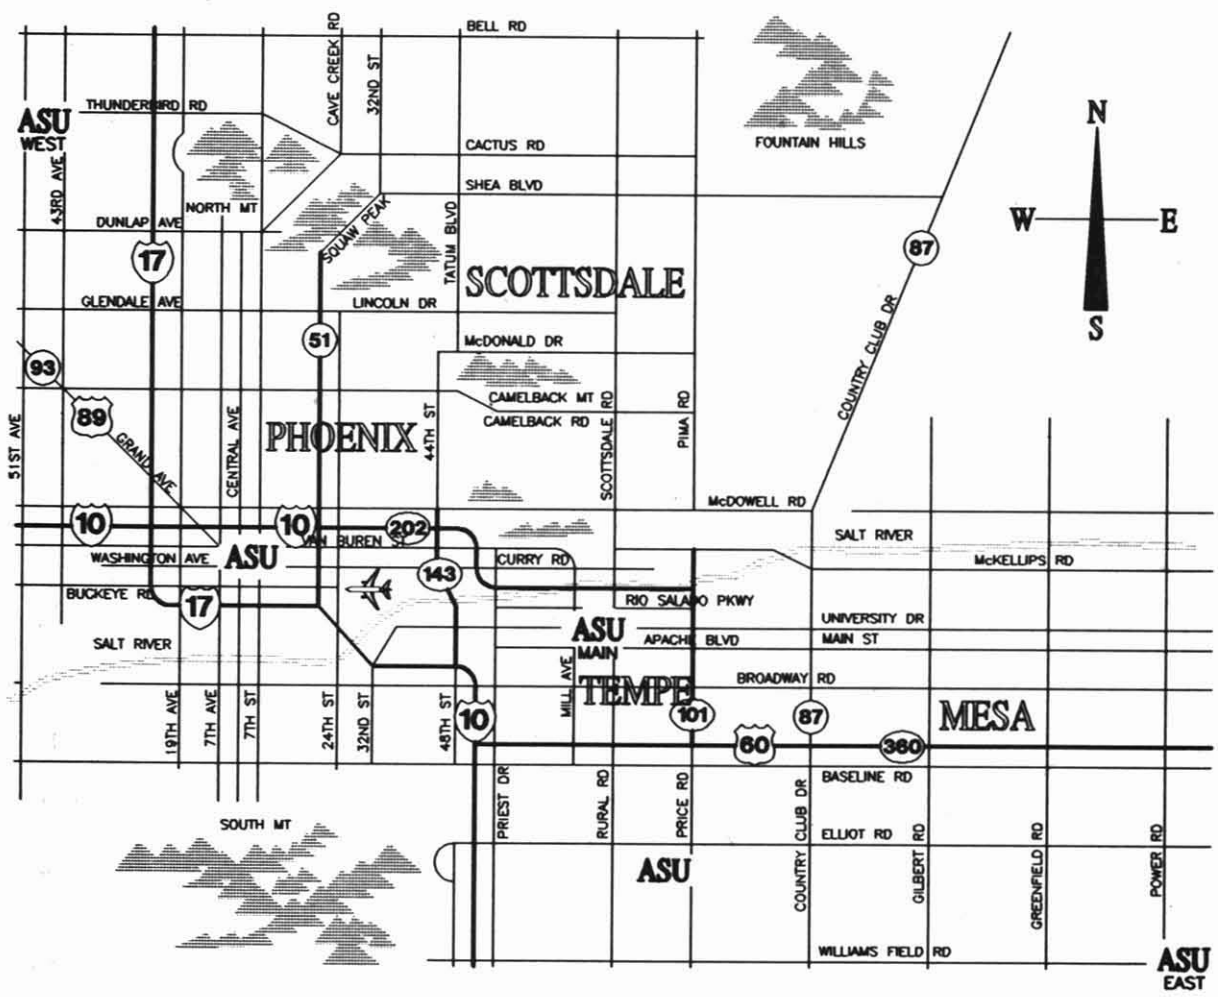 BELL RD
CAVE CREEK RD
32ND ST
THUNDERBIRD RD
ASU
WEST
43RD AVE
CACTUS RD
FOUNTAIN HILLS
N
SHEA BLVD
NORTH MT
DUNLAP AVE
SQUAW PEAK
TATUM BLVD
W
E
17
87
SCOTTSDALE
GLENDALE AVE
LINCOLN DR
S
51
McDONALD DR
COUNTRY CLUB DR
93
89
CAMELBACK MT
CAMELBACK RD
SCOTTSDALE RD
PIMA RD
51ST AVE
GRAND AVE
CENTRAL AVE
PHOENIX
44TH ST
McDOWELL RD
10
10
202
VAN BUREN ST
SALT RIVER
WASHINGTON AVE
ASU
CURRY RD
McKELLIPS RD
143
BUCKEYE RD
17
RIO SALADO PKWY
UNIVERSITY DR
SALT RIVER
ASU
MAIN
APACHE BLVD
MAIN ST
MILL AVE
TEMPE
BROADWAY RD
19TH AVE
7TH AVE
7TH ST
24TH ST
32ND ST
48TH ST
10
101
87
MESA
60
360
BASELINE RD
PRIEST DR
RURAL RD
PRICE RD
COUNTRY CLUB DR
SOUTH MT
ELLIOT RD
GILBERT RD
GREENFIELD RD
POWER RD
ASU
WILLIAMS FIELD RD
ASU
EAST